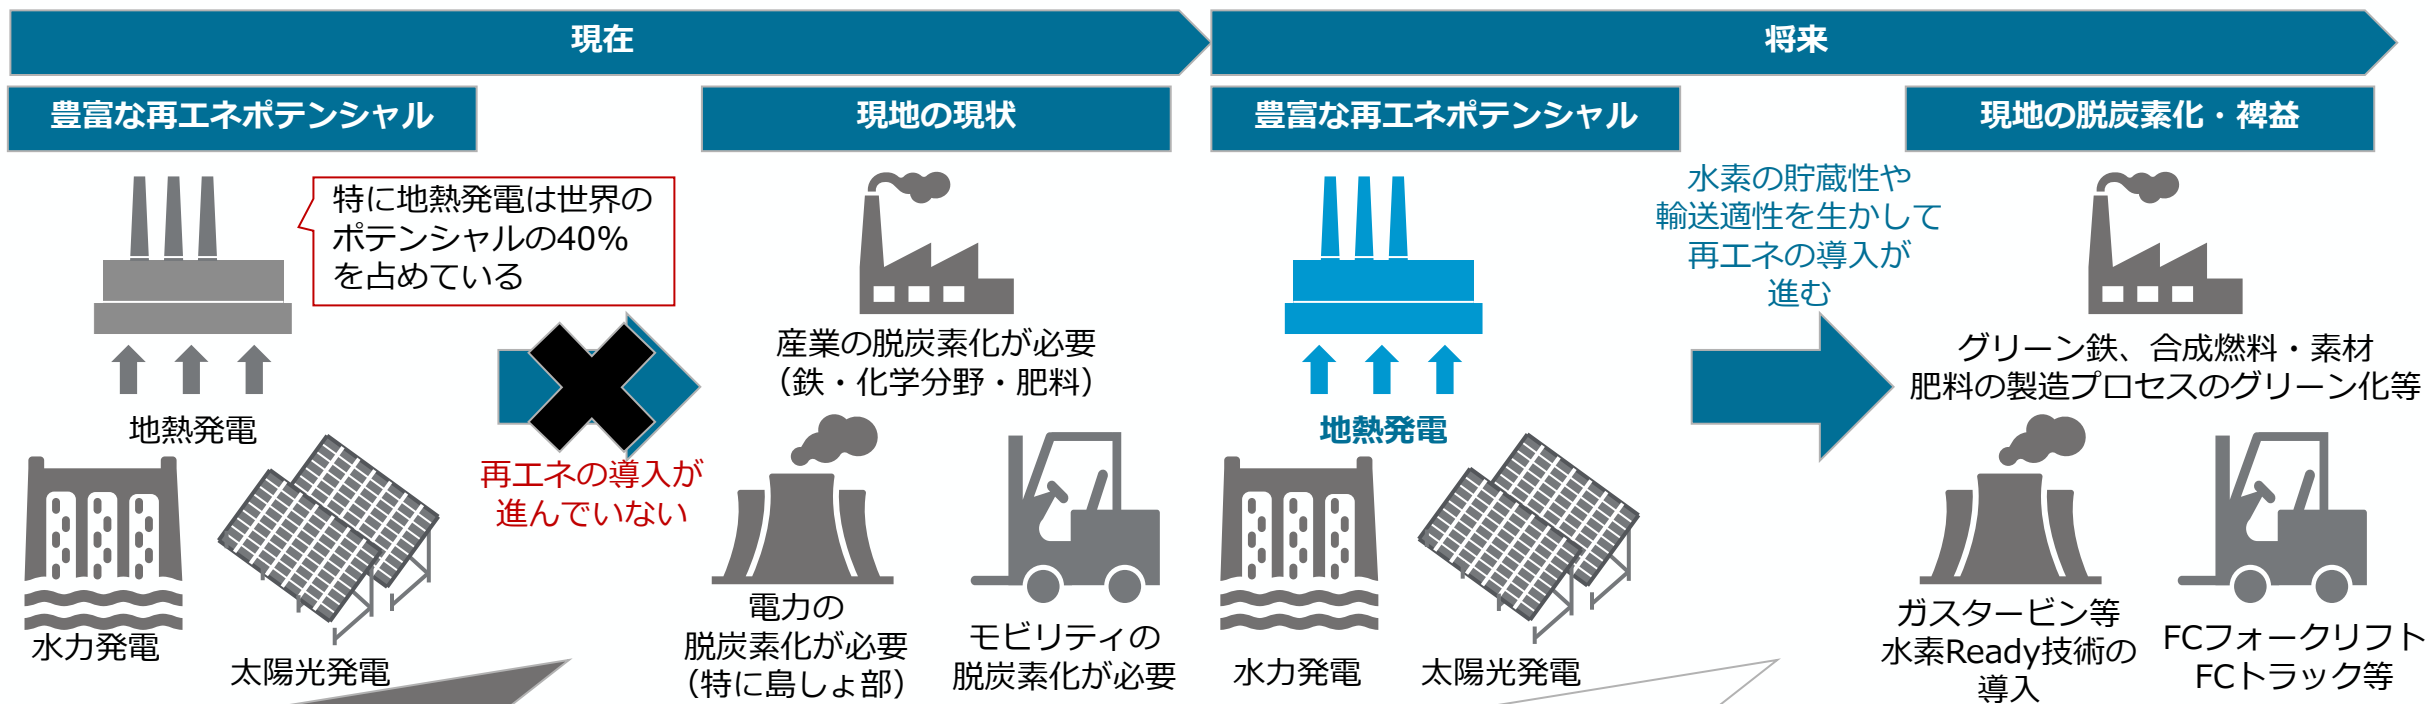 現在
将来
豊富な再エネポテンシャル
現地の現状
豊富な再エネポテンシャル
現地の脱炭素化・裨益
特に地熱発電は世界の
ポテンシャルの40%
を占めている
地熱発電
水力発電
太陽光発電
再エネの導入が
進んでいない
産業の脱炭素化が必要
（鉄・化学分野・肥料）
電力の
脱炭素化が必要
（特に島しょ部）
モビリティの
脱炭素化が必要
地熱発電
水力発電
太陽光発電
水素の貯蔵性や
輸送適性を生かして
再エネの導入が
進む
グリーン鉄、合成燃料・素材
肥料の製造プロセスのグリーン化等
ガスタービン等
水素Ready技術の
導入
FCフォークリフト
FCトラック等